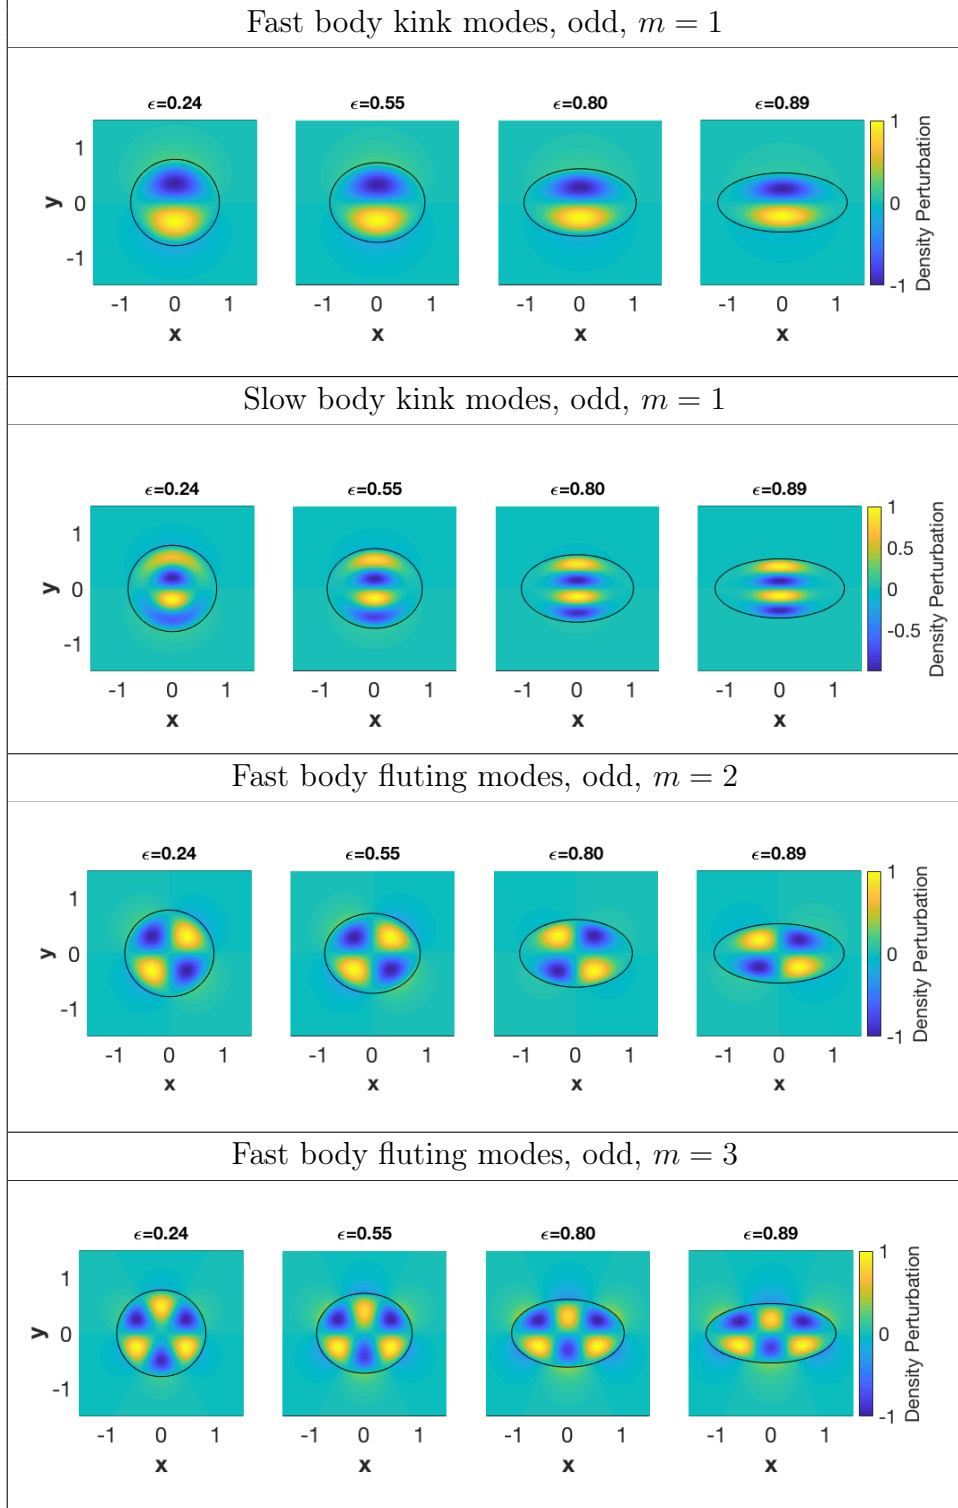 Fast body kink modes, odd, m = 1
ϵ=0.24 ϵ=0.55 ϵ=0.80 ϵ=0.89
1
0
-1
y
-1 0 1 -1 0 1 -1 0 1 -1 0 1
x x x x
1
0
-1
Density Perturbation
Slow body kink modes, odd, m = 1
ϵ=0.24 ϵ=0.55 ϵ=0.80 ϵ=0.89
1
0
-1
y
-1 0 1 -1 0 1 -1 0 1 -1 0 1
x x x x
1
0.5
0
-0.5
Density Perturbation
Fast body fluting modes, odd, m = 2
ϵ=0.24 ϵ=0.55 ϵ=0.80 ϵ=0.89
1
0
-1
y
-1 0 1 -1 0 1 -1 0 1 -1 0 1
x x x x
1
0
-1
Density Perturbation
Fast body fluting modes, odd, m = 3
ϵ=0.24 ϵ=0.55 ϵ=0.80 ϵ=0.89
1
0
-1
y
-1 0 1 -1 0 1 -1 0 1 -1 0 1
x x x x
1
0
-1
Density Perturbation